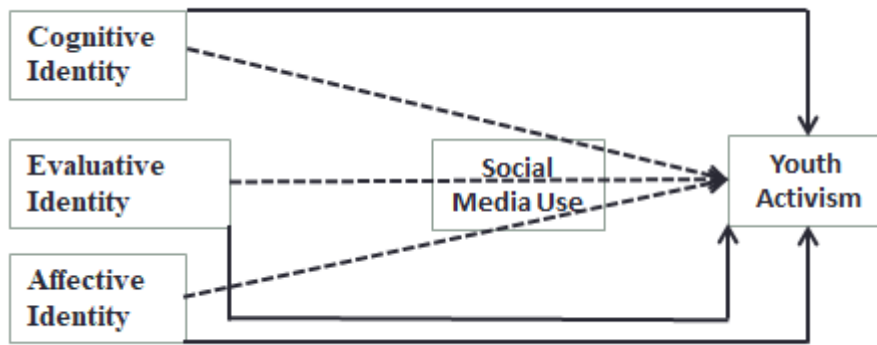 Cognitive
Identity
Evaluative
Identity
Affective
Identity
Social
Media Use
Youth
Activism